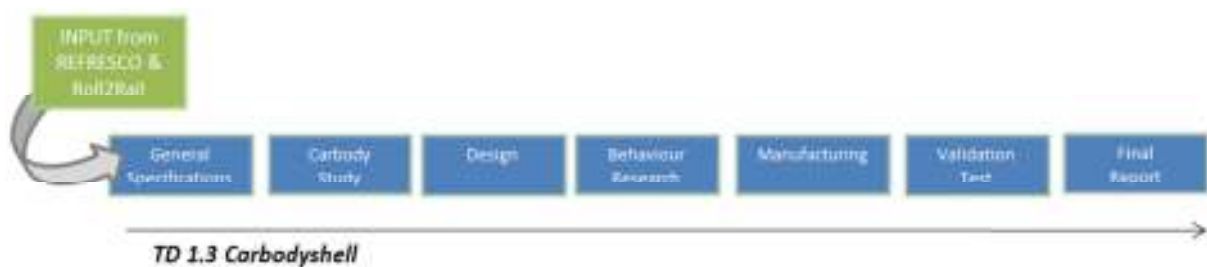 INPUT from
REFRESCO &
Roll2Rail
General
Specifications
Carbody
Study
Design
Behaviour
Research
Manufacturing
Validation
Test
Final
Report
TD 1.3 Carbodyshell